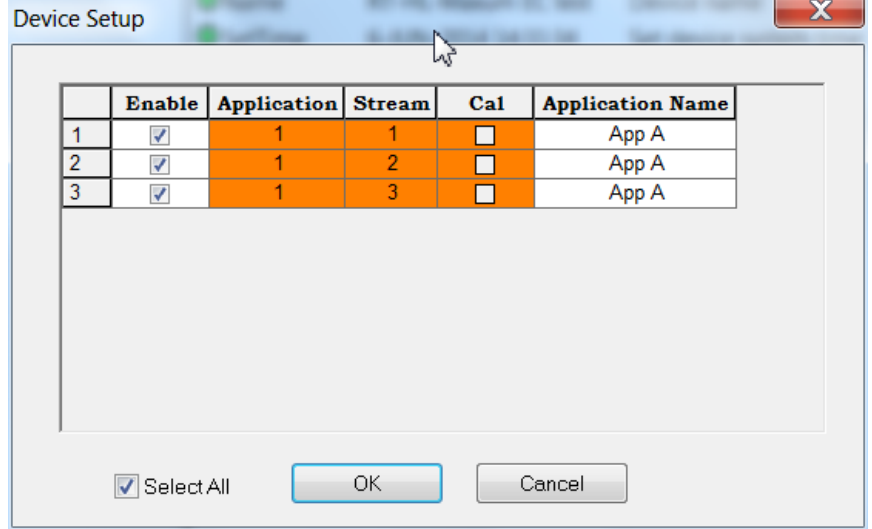 Device Setup
Enable Application Stream Cal Application Name
1 1 1 App A
2 1 2 App A
3 1 3 App A
Select All OK Cancel